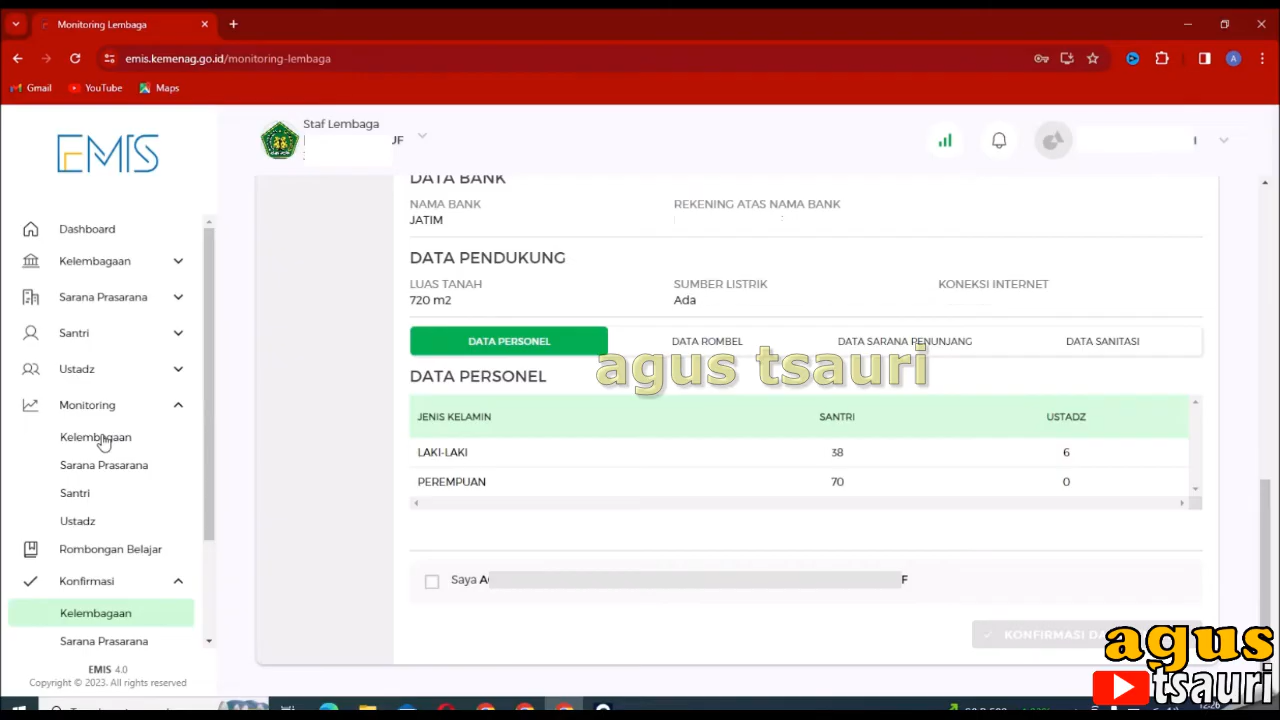 Monitoring Lembaga
emis.kemenag.go.id/monitoring-lembaga
A
Gmail
YouTube
Maps
EMIS
Staf Lembaga
UF
Dashboard
Kelembagaan
Sarana Prasarana
Santri
Ustadz
Monitoring
Kelembagaan
Sarana Prasarana
Santri
Ustadz
Rombongan Belajar
Konfirmasi
Kelembagaan
Sarana Prasarana
EMIS 4.0
Copyright © 2023. All rights reserved
DATA BANK
NAMA BANK REKENING ATAS NAMA BANK
JATIM
DATA PENDUKUNG
LUAS TANAH SUMBER LISTRIK KONEKSI INTERNET
720 m2 Ada
DATA PERSONEL DATA ROMBEL DATA SARANA PENUNJANG DATA SANITASI
agus tsauri
DATA PERSONEL
JENIS KELAMIN SANTRI USTADZ
LAKI-LAKI 38 6
PEREMPUAN 70 0
Saya A F
KONFIRMASI
agus
tsauri